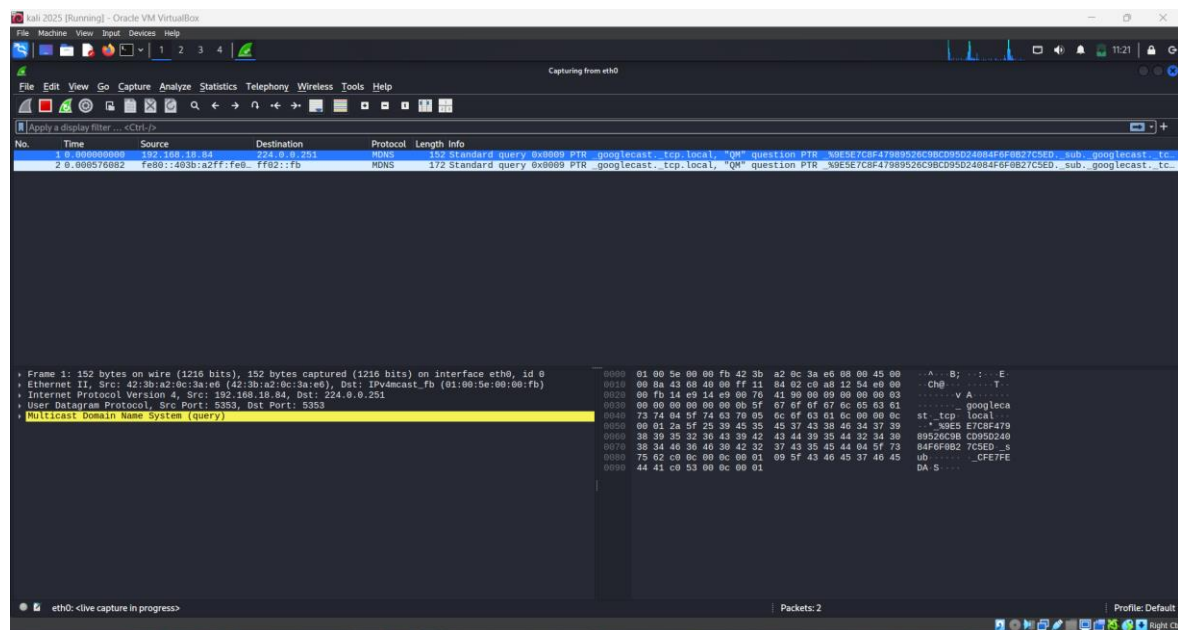 kali 2025 [Running] - Oracle VM VirtualBox
File Machine View Input Devices Help
1 2 3 4 11:21
Capturing from eth0
File Edit View Go Capture Analyze Statistics Telephony Wireless Tools Help
Apply a display filter ... <Ctrl-/>
No. Time Source Destination Protocol Length Info
1 0.000000000 192.168.18.84 224.0.0.251 MDNS 152 Standard query 0x0009 PTR _googlecast._tcp.local, "QM" question PTR _%9E5E7C8F47989526C9BCD95D24084F6F0B27C5ED._sub._googlecast._tc…
2 0.000576082 fe80::403b:a2ff:fe0… ff02::fb MDNS 172 Standard query 0x0009 PTR _googlecast._tcp.local, "QM" question PTR _%9E5E7C8F47989526C9BCD95D24084F6F0B27C5ED._sub._googlecast._tc…
Frame 1: 152 bytes on wire (1216 bits), 152 bytes captured (1216 bits) on interface eth0, id 0
Ethernet II, Src: 42:3b:a2:0c:3a:e6 (42:3b:a2:0c:3a:e6), Dst: IPv4mcast_fb (01:00:5e:00:00:fb)
Internet Protocol Version 4, Src: 192.168.18.84, Dst: 224.0.0.251
User Datagram Protocol, Src Port: 5353, Dst Port: 5353
Multicast Domain Name System (query)
0000 01 00 5e 00 00 fb 42 3b a2 0c 3a e6 08 00 45 00 ··^···B; ··:···E·
0010 00 8a 43 68 40 00 ff 11 84 02 c0 a8 12 54 e0 00 ··Ch@··· ·····T··
0020 00 fb 14 e9 14 e9 00 76 41 90 00 09 00 00 00 03 ·······v A·······
0030 00 00 00 00 00 00 0b 5f 67 6f 6f 67 6c 65 63 61 ·······_ googleca
0040 73 74 04 5f 74 63 70 05 6c 6f 63 61 6c 00 00 0c st·_tcp· local···
0050 00 01 2a 5f 25 39 45 35 45 37 43 38 46 34 37 39 ··*_%9E5 E7C8F479
0060 38 39 35 32 36 43 39 42 43 44 39 35 44 32 34 30 89526C9B CD95D240
0070 38 34 46 36 46 30 42 32 37 43 35 45 44 04 5f 73 84F6F0B2 7C5ED·_s
0080 75 62 c0 0c 00 0c 00 01 09 5f 43 46 45 37 46 45 ub······ ·_CFE7FE
0090 44 41 c0 53 00 0c 00 01 DA·S····
eth0: <live capture in progress> Packets: 2 Profile: Default